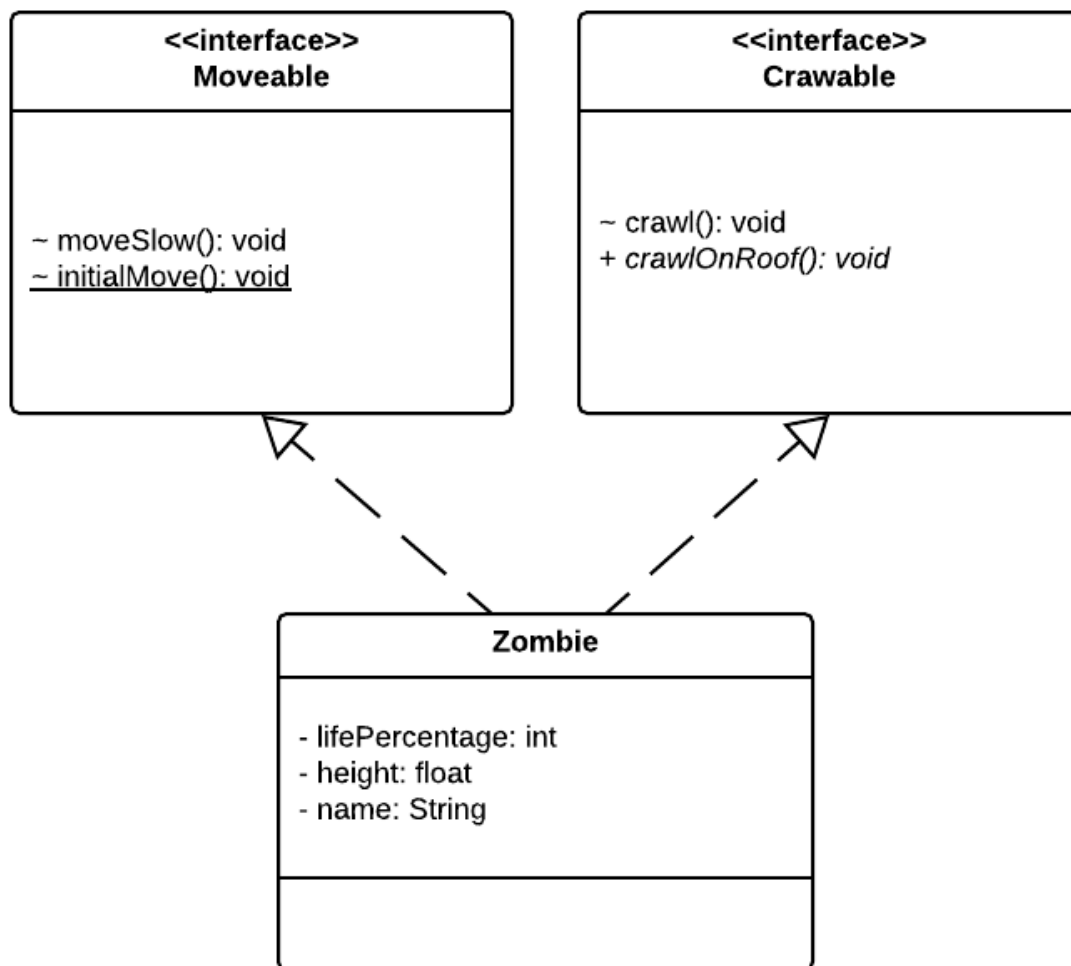 <<interface>>
Moveable
~ moveSlow(): void
~ initialMove(): void
<<interface>>
Crawable
~ crawl(): void
+ crawlOnRoof(): void
Zombie
- lifePercentage: int
- height: float
- name: String